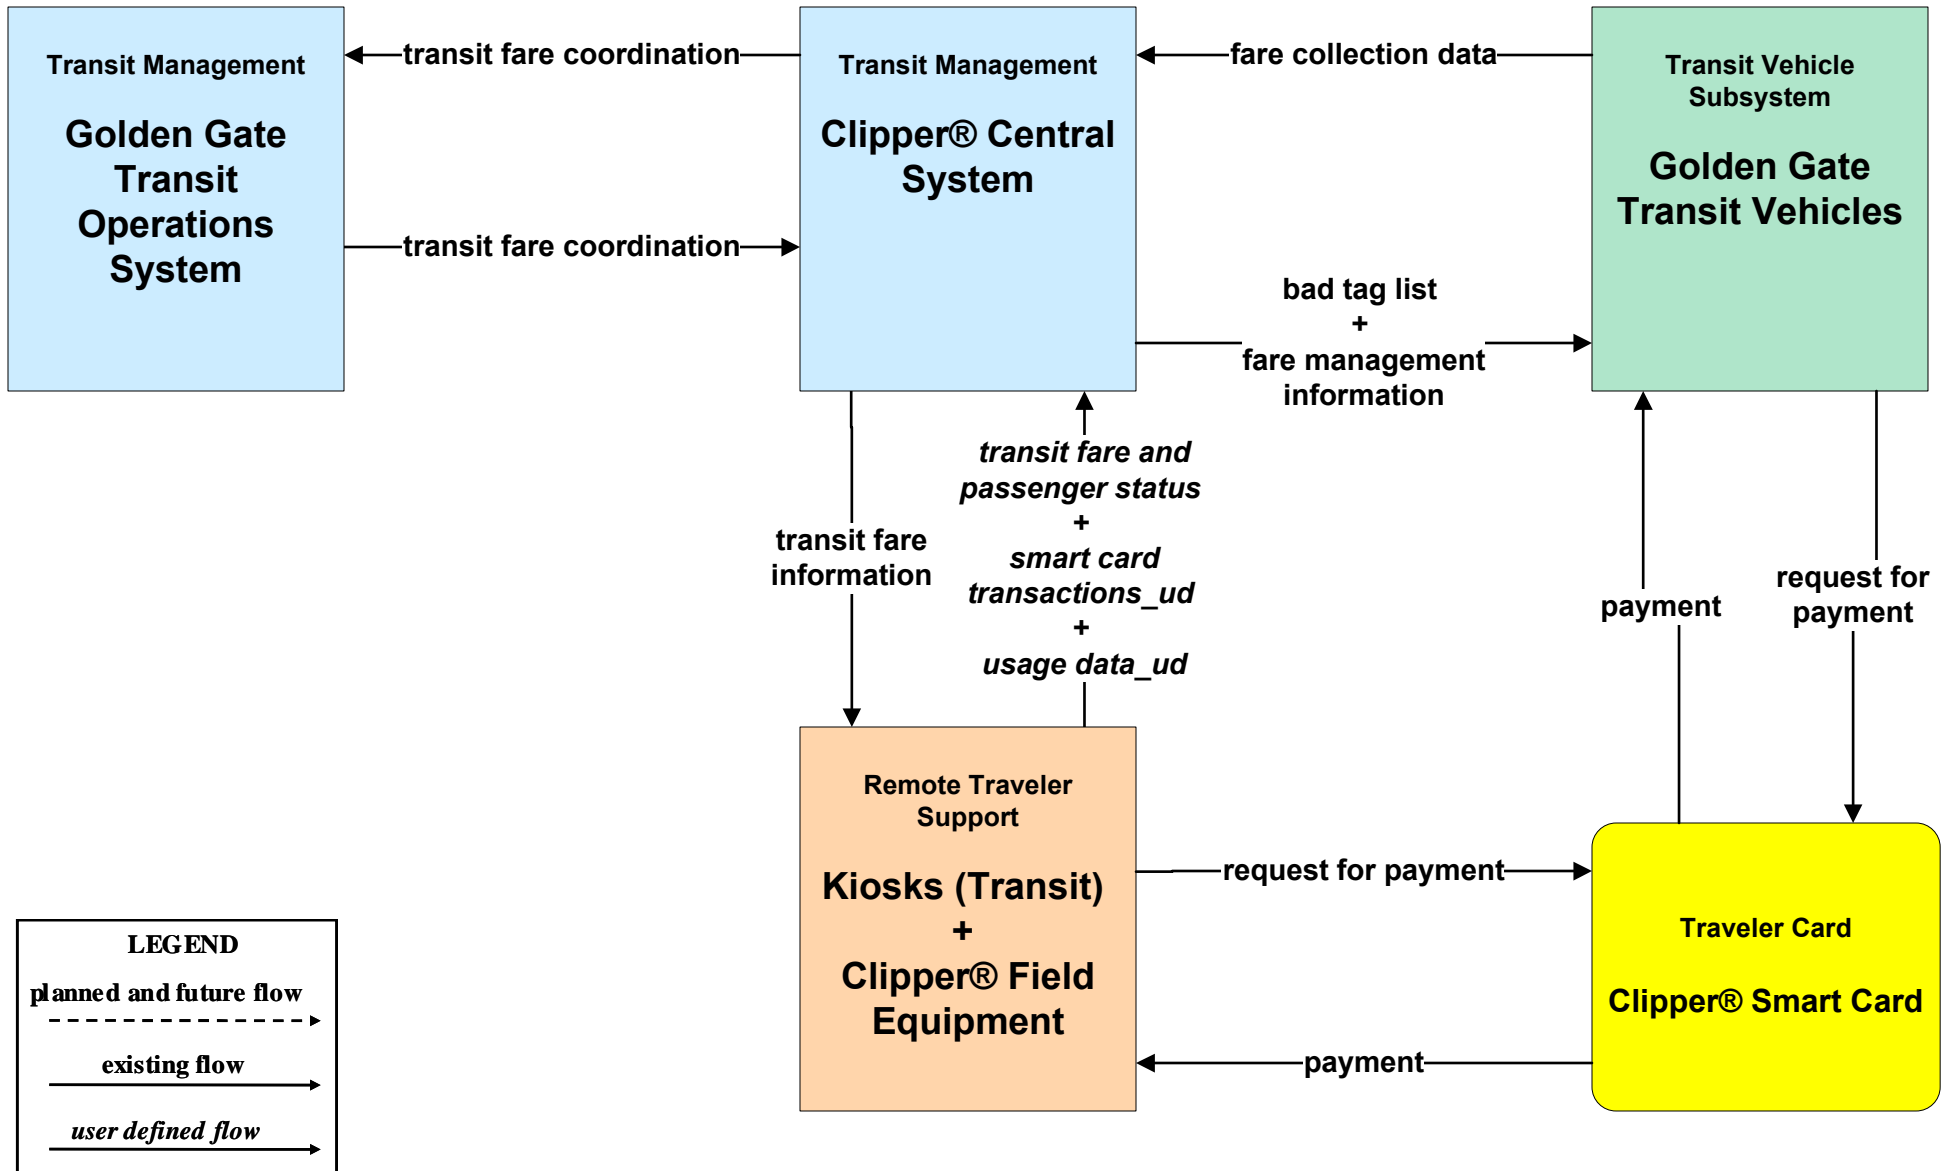 Transit Management
Golden Gate
Transit
Operations
System
transit fare coordination
transit fare coordination
Transit Management
Clipper® Central
System
fare collection data
bad tag list
+
fare management
information
Transit Vehicle
Subsystem
Golden Gate
Transit Vehicles
transit fare
information
transit fare and
passenger status
+
smart card
transactions_ud
+
usage data_ud
payment
request for
payment
Remote Traveler
Support
Kiosks (Transit)
+
Clipper® Field
Equipment
request for payment
payment
Traveler Card
Clipper® Smart Card
LEGEND
planned and future flow
existing flow
user defined flow